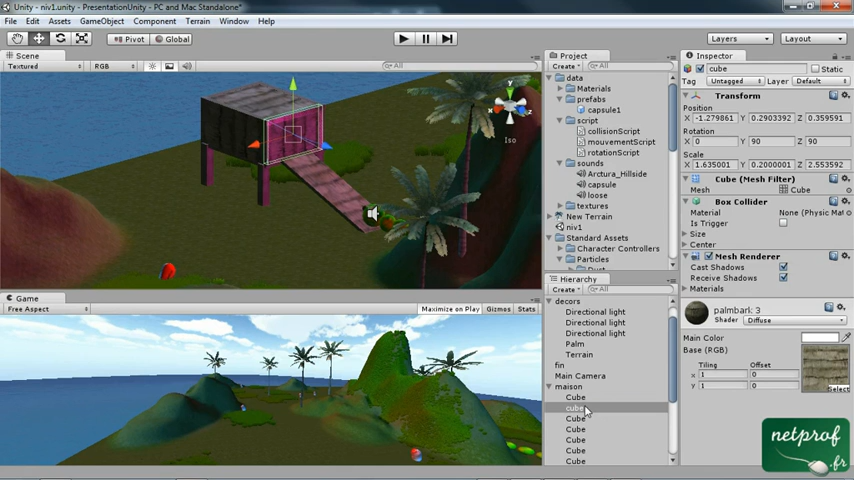 Unity - niv1.unity - PresentationUnity - PC and Mac Standalone*
File Edit Assets GameObject Component Terrain Window Help
Pivot Global Layers Layout
Scene
Textured RGB All
y
Iso
Game
Free Aspect Maximize on Play Gizmos Stats
Project
Create All
data
Materials
prefabs
capsule1
script
collisionScript
mouvementScript
rotationScript
sounds
Arctura_Hillside
capsule
loose
textures
New Terrain
niv1
Standard Assets
Character Controllers
Particles
Dust
Hierarchy
Create All
decors
Directional light
Directional light
Directional light
Palm
Terrain
fin
Main Camera
maison
Cube
cube
Cube
Cube
Cube
Cube
Cube
Inspector
cube Static
Tag Untagged Layer Default
Transform
Position
X -1.279861 Y 0.2903392 Z 0.359591
Rotation
X 0 Y 90 Z 90
Scale
X 1.635001 Y 0.2000001 Z 2.553592
Cube (Mesh Filter)
Mesh Cube
Box Collider
Material None (Physic Mat
Is Trigger
Size
Center
Mesh Renderer
Cast Shadows
Receive Shadows
Materials
palmbark 3
Shader Diffuse
Main Color
Base (RGB)
Tiling Offset
x 1 0
y 1 0
Select
netprof
.fr